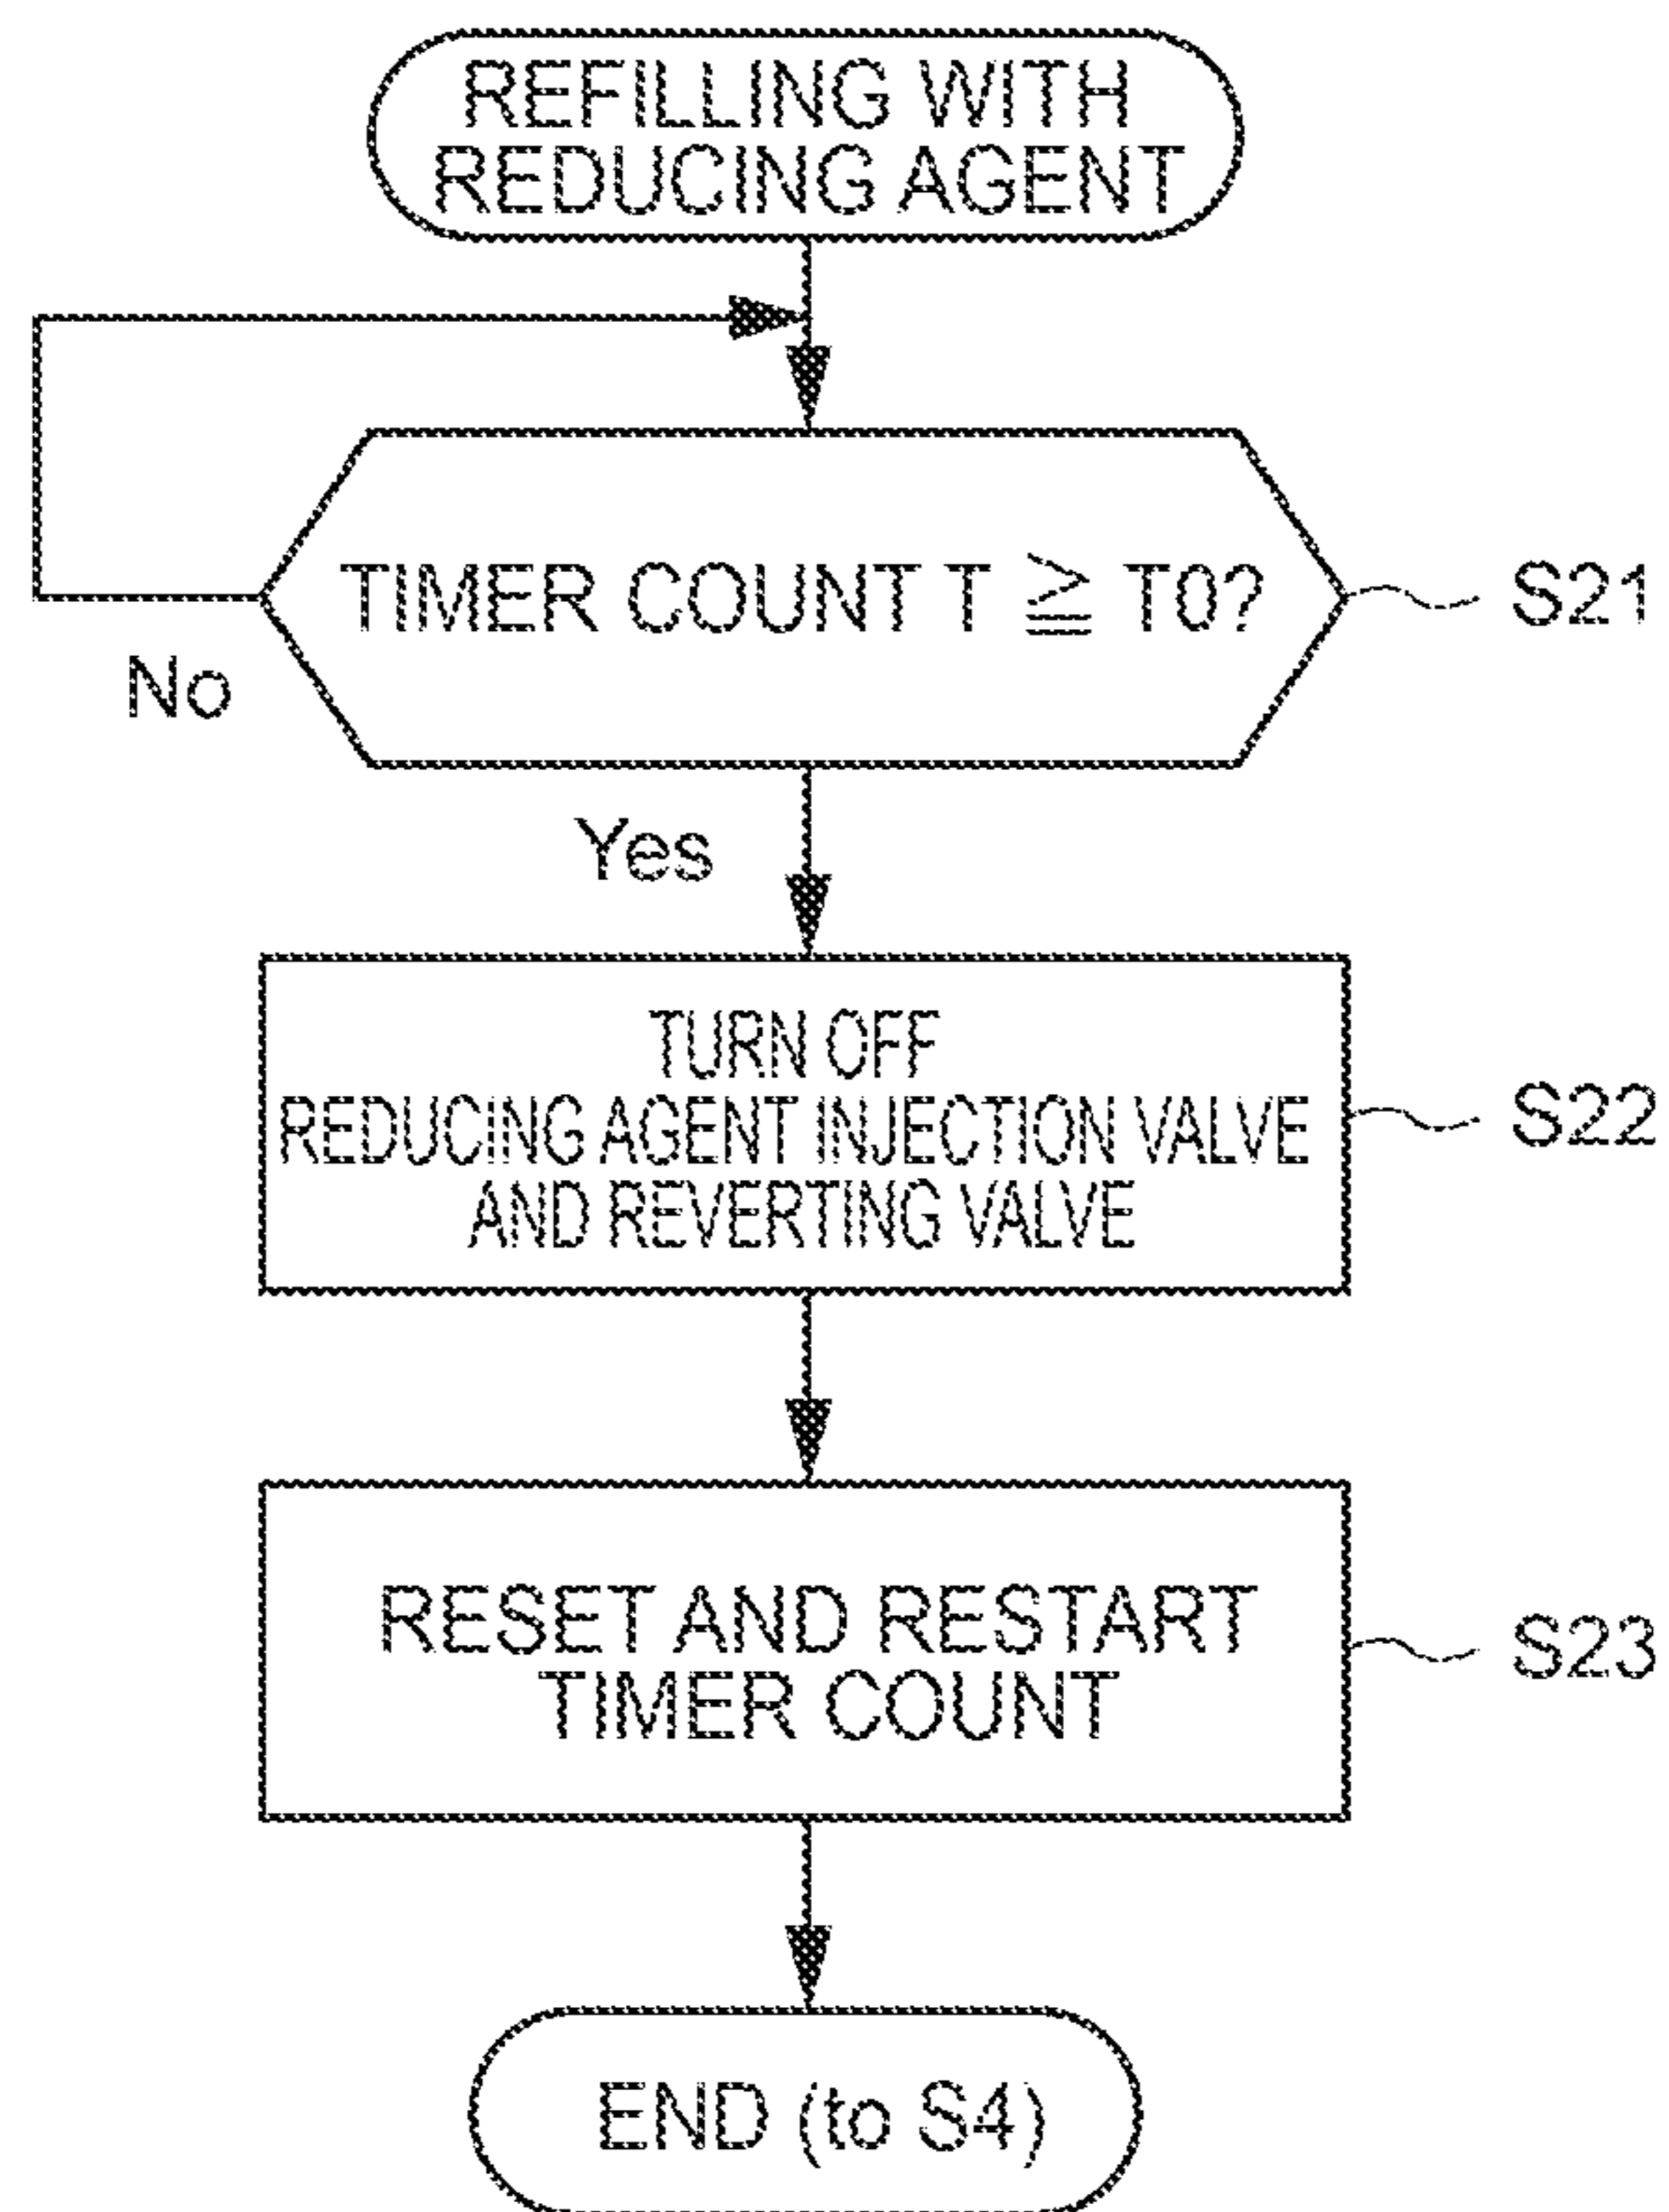 REFILLING WITH
REDUCING AGENT
TIMER COUNT T ≧ T0?
S21
No
Yes
TURN OFF
REDUCING AGENT INJECTION VALVE
AND REVERTING VALVE
S22
RESET AND RESTART
TIMER COUNT
S23
END (to S4)